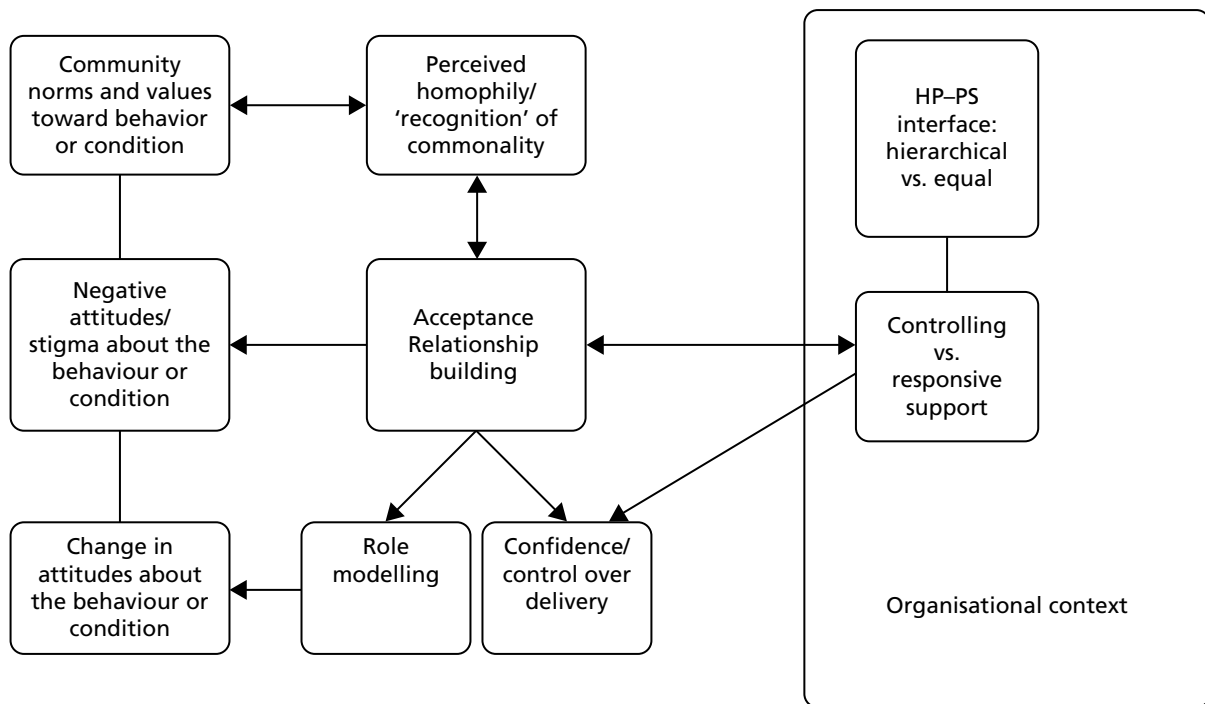 Community
norms and values
toward behavior
or condition
Perceived
homophily/
‘recognition’ of
commonality
HP–PS
interface:
hierarchical
vs. equal
Negative
attitudes/
stigma about the
behaviour or
condition
Acceptance
Relationship
building
Controlling
vs.
responsive
support
Change in
attitudes about
the behaviour or
condition
Role
modelling
Confidence/
control over
delivery
Organisational context